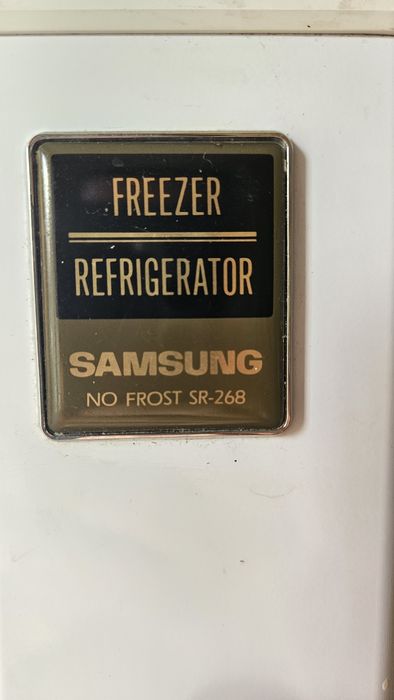 FREEZER
REFRIGERATOR
SAMSUNG
NO FROST SR-268